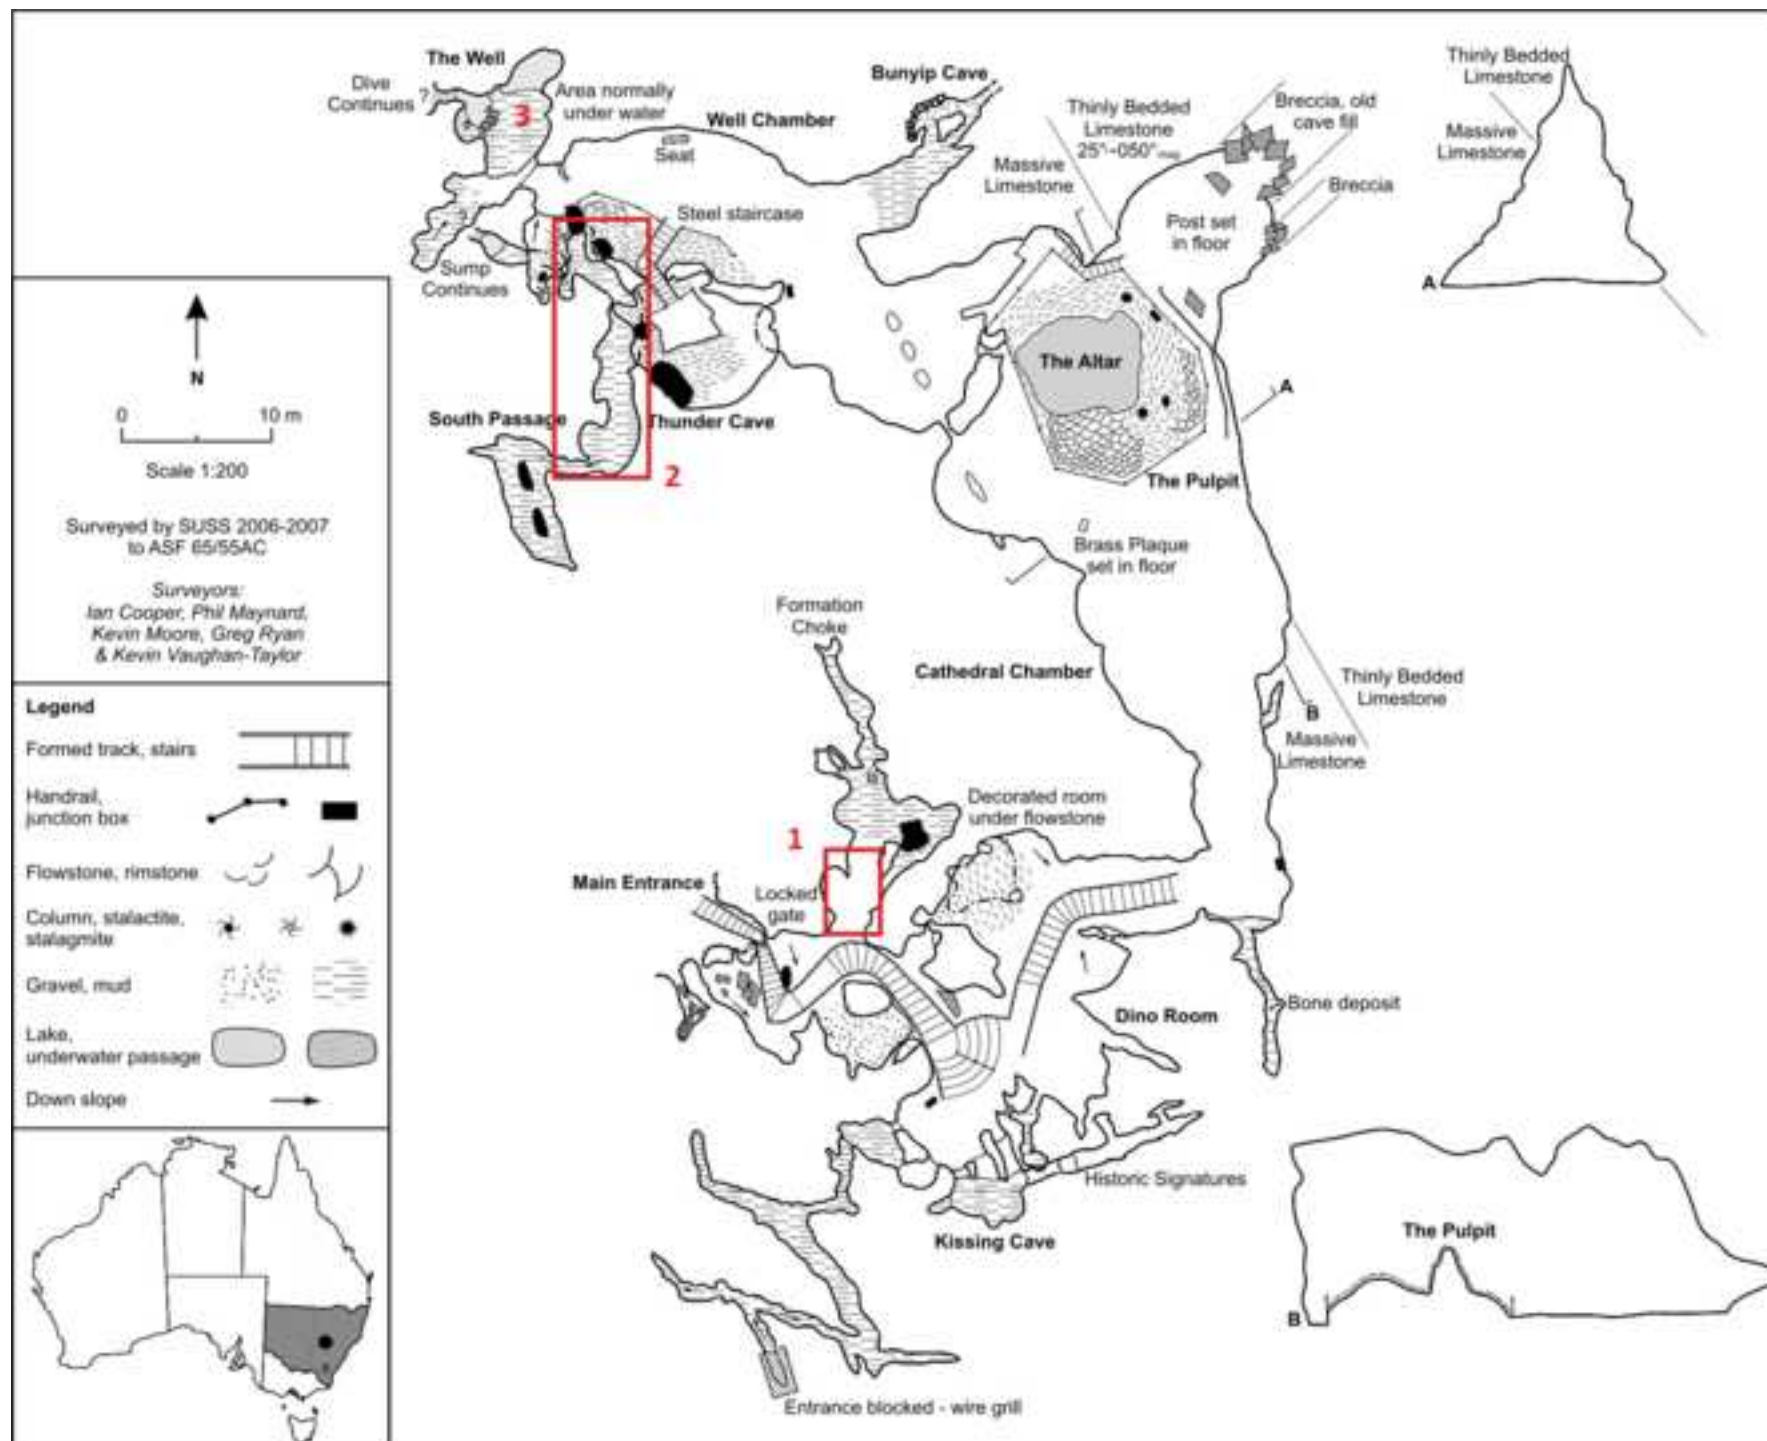 The Well
Dive
Continues ?
3
Area normally
under water
Well Chamber
Seat
Bunyip Cave
Thinly Bedded
Limestone
25°-050° mag
Massive
Limestone
Breccia, old
cave fill
Breccia
Post set
in floor
Thinly Bedded
Limestone
Massive
Limestone
A
Steel staircase
Sump
Continues
The Altar
A
South Passage
Thunder Cave
2
The Pulpit
Brass Plaque
set in floor
N
0 10 m
Scale 1:200
Surveyed by SUSS 2006-2007
to ASF 65/55AC
Surveyors:
Ian Cooper, Phil Maynard,
Kevin Moore, Greg Ryan
& Kevin Vaughan-Taylor
Formation
Choke
Cathedral Chamber
Thinly Bedded
Limestone
B
Massive
Limestone
Legend
Formed track, stairs
Handrail,
junction box
Flowstone, rimstone
Column, stalactite,
stalagmite
Gravel, mud
Lake,
underwater passage
Down slope
Decorated room
under flowstone
1
Main Entrance
Locked
gate
Bone deposit
Dino Room
Historic Signatures
Kissing Cave
The Pulpit
B
Entrance blocked - wire grill